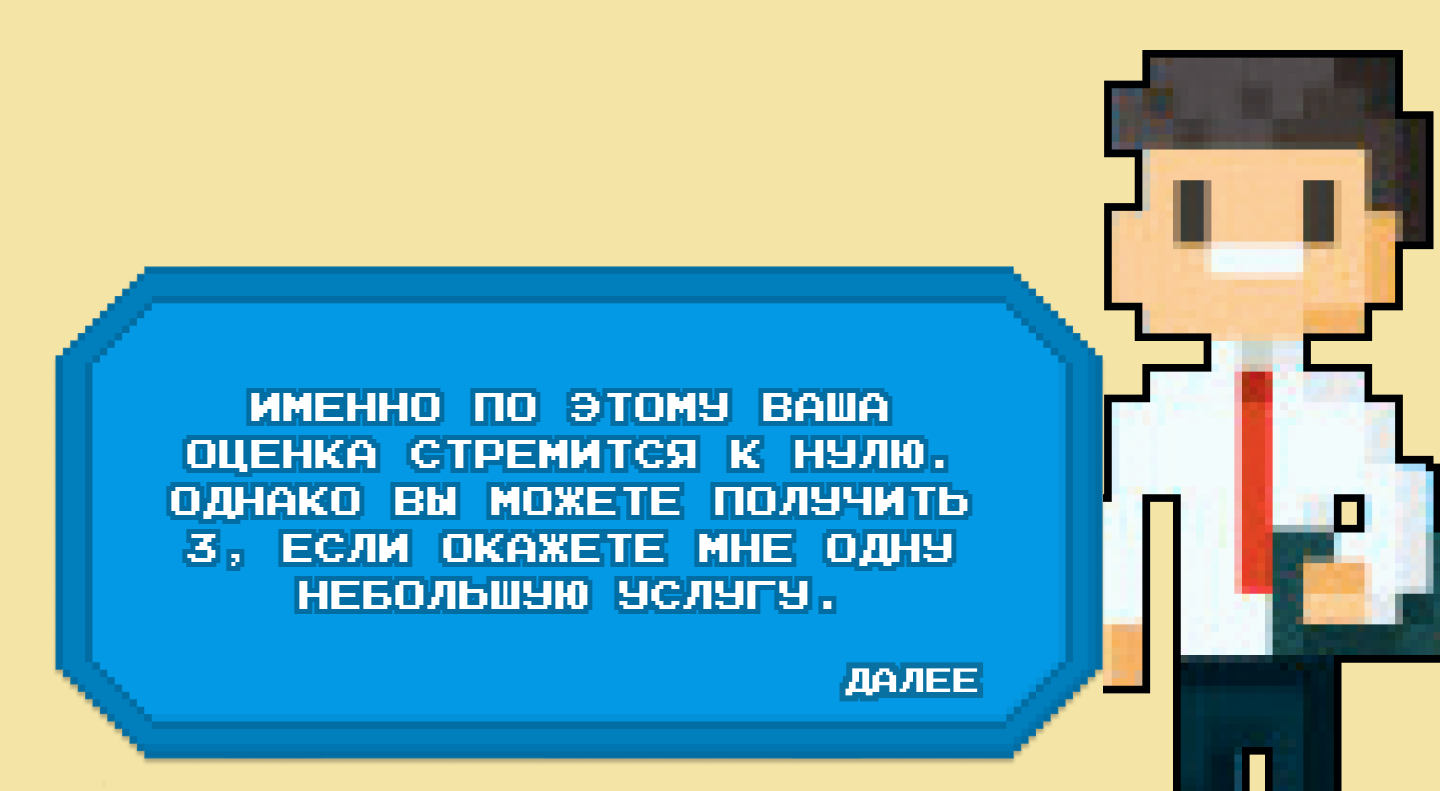 ИМЕННО ПО ЭТОМУ ВАША
ОЦЕНКА СТРЕМИТСЯ К НУЛЮ.
ОДНАКО ВЫ МОЖЕТЕ ПОЛУЧИТЬ
3, ЕСЛИ ОКАЖЕТЕ МНЕ ОДНУ
НЕБОЛЬШУЮ УСЛУГУ.
ДАЛЕЕ